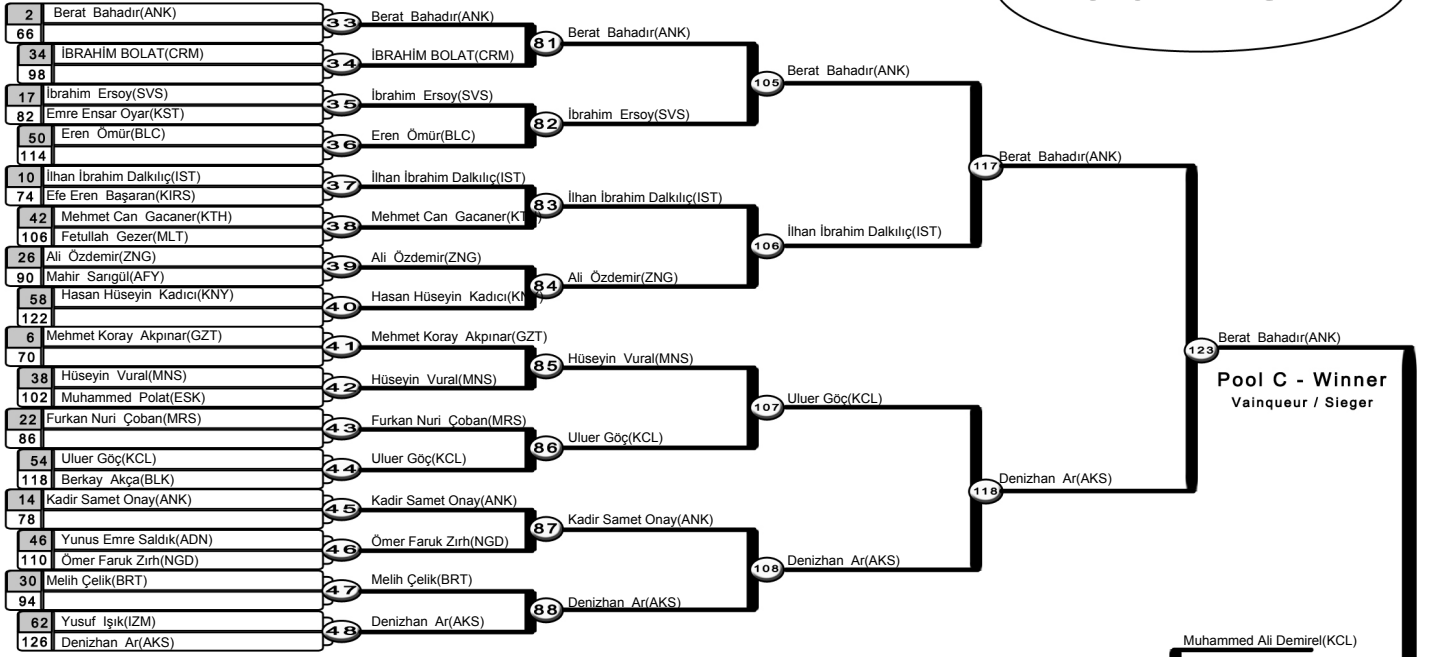 2 Berat Bahadır(ANK)
66
34 İBRAHİM BOLAT(CRM)
98
17 İbrahim Ersoy(SVS)
82 Emre Ensar Oyar(KST)
50 Eren Ömür(BLC)
114
10 İlhan İbrahim Dalkılıç(IST)
74 Efe Eren Başaran(KIRS)
42 Mehmet Can Gacaner(KTH)
106 Fetullah Gezer(MLT)
26 Ali Özdemir(ZNG)
90 Mahir Sarıgül(AFY)
58 Hasan Hüseyin Kadıcı(KNY)
122
6 Mehmet Koray Akpınar(GZT)
70
38 Hüseyin Vural(MNS)
102 Muhammed Polat(ESK)
22 Furkan Nuri Çoban(MRS)
86
54 Uluer Göç(KCL)
118 Berkay Akça(BLK)
14 Kadir Samet Onay(ANK)
78
46 Yunus Emre Saldık(ADN)
110 Ömer Faruk Zırh(NGD)
30 Melih Çelik(BRT)
94
62 Yusuf Işık(IZM)
126 Denizhan Ar(AKS)
33 Berat Bahadır(ANK)
34 İBRAHİM BOLAT(CRM)
35 İbrahim Ersoy(SVS)
36 Eren Ömür(BLC)
37 İlhan İbrahim Dalkılıç(IST)
38 Mehmet Can Gacaner(KT
39 Ali Özdemir(ZNG)
40 Hasan Hüseyin Kadıcı(KN
41 Mehmet Koray Akpınar(GZT)
42 Hüseyin Vural(MNS)
43 Furkan Nuri Çoban(MRS)
44 Uluer Göç(KCL)
45 Kadir Samet Onay(ANK)
46 Ömer Faruk Zırh(NGD)
47 Melih Çelik(BRT)
48 Denizhan Ar(AKS)
81 Berat Bahadır(ANK)
82 İbrahim Ersoy(SVS)
83 İlhan İbrahim Dalkılıç(IST)
84 Ali Özdemir(ZNG)
85 Hüseyin Vural(MNS)
86 Uluer Göç(KCL)
87 Kadir Samet Onay(ANK)
88 Denizhan Ar(AKS)
105 Berat Bahadır(ANK)
106 İlhan İbrahim Dalkılıç(IST)
107 Uluer Göç(KCL)
108 Denizhan Ar(AKS)
117 Berat Bahadır(ANK)
118 Denizhan Ar(AKS)
123 Berat Bahadır(ANK)
Pool C - Winner
Vainqueur / Sieger
Muhammed Ali Demirel(KCL)